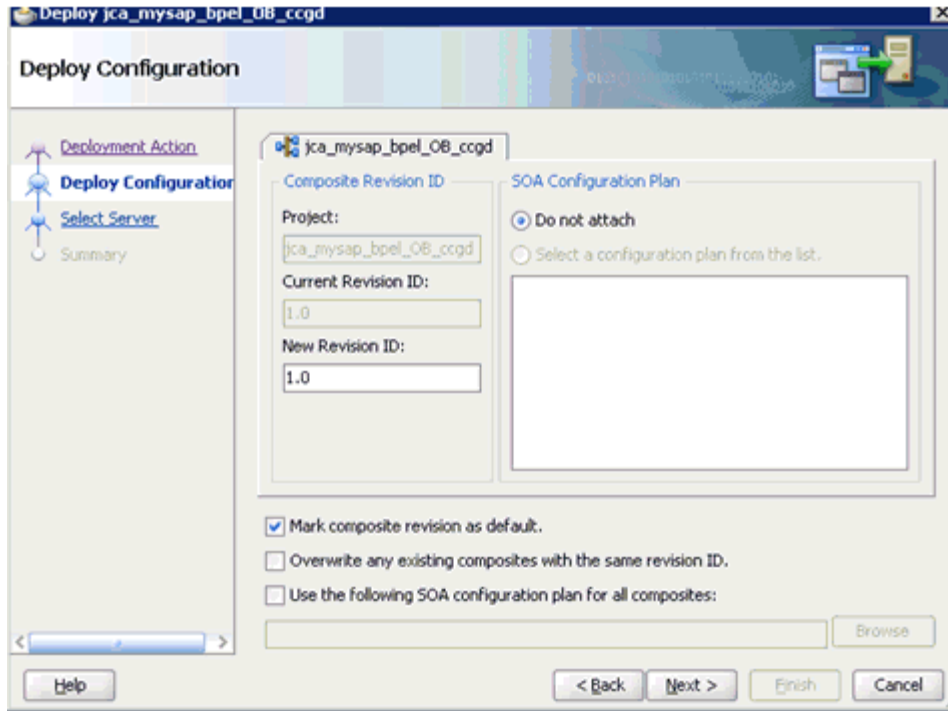 Deploy jca_mysap_bpel_OB_ccgd
Deploy Configuration
Deployment Action
Deploy Configuration
Select Server
Summary
jca_mysap_bpel_OB_ccgd
Composite Revision ID
Project:
jca_mysap_bpel_OB_ccgd
Current Revision ID:
1.0
New Revision ID:
1.0
SOA Configuration Plan
Do not attach
Select a configuration plan from the list.
Mark composite revision as default.
Overwrite any existing composites with the same revision ID.
Use the following SOA configuration plan for all composites:
Browse
Help
< Back
Next >
Finish
Cancel